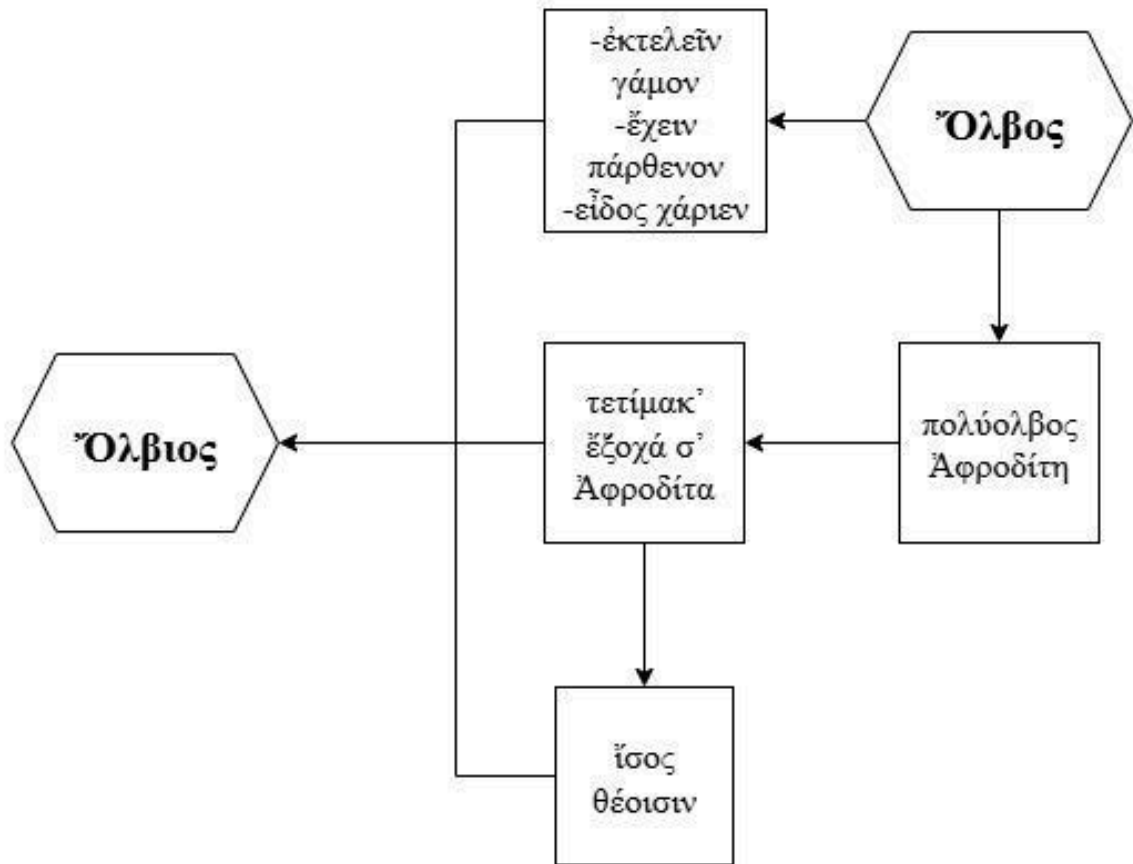 -ἐκτελεῖν
γάμον
-ἔχειν
πάρθενον
-εἶδος χάριεν
Ὄλβος
Ὄλβιος
τετίμακ’
ἔξοχά σ’
Ἀφροδίτα
πολύολβος
Ἀφροδίτη
ἴσος
θέοισιν